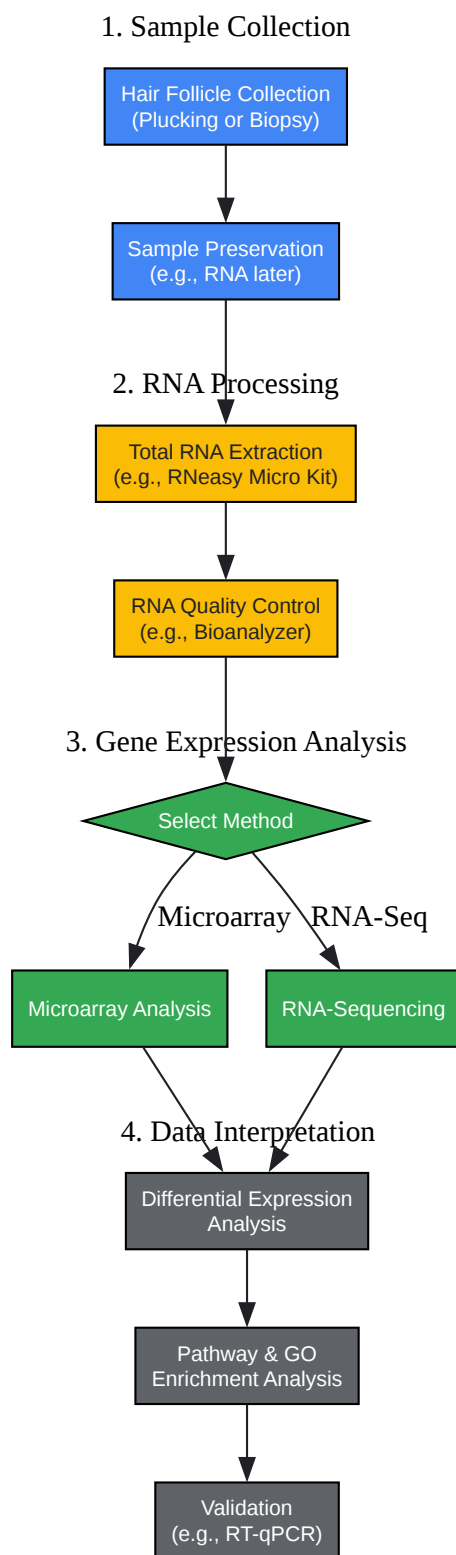 1. Sample Collection
Hair Follicle Collection
(Plucking or Biopsy)
Sample Preservation
(e.g., RNA later)
2. RNA Processing
Total RNA Extraction
(e.g., RNeasy Micro Kit)
RNA Quality Control
(e.g., Bioanalyzer)
3. Gene Expression Analysis
Select Method
Microarray
RNA-Seq
Microarray Analysis
RNA-Sequencing
4. Data Interpretation
Differential Expression
Analysis
Pathway & GO
Enrichment Analysis
Validation
(e.g., RT-qPCR)